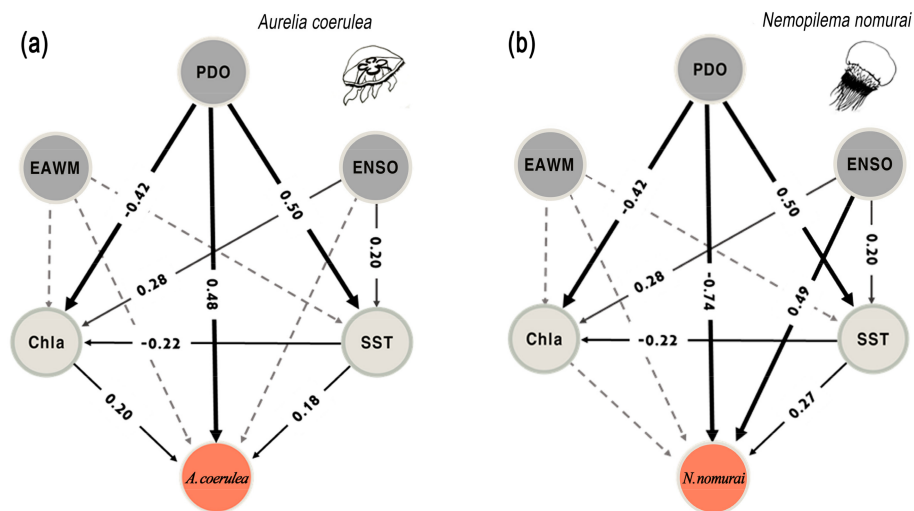 (a)
Aurelia coerulea
PDO
EAWM
ENSO
-0.42
0.50
0.20
0.28
0.48
Chla
-0.22
SST
0.20
0.18
A. coerulea
(b)
Nemopilema nomurai
PDO
EAWM
ENSO
-0.42
0.50
0.20
0.28
-0.74
0.49
Chla
-0.22
SST
0.27
N. nomurai